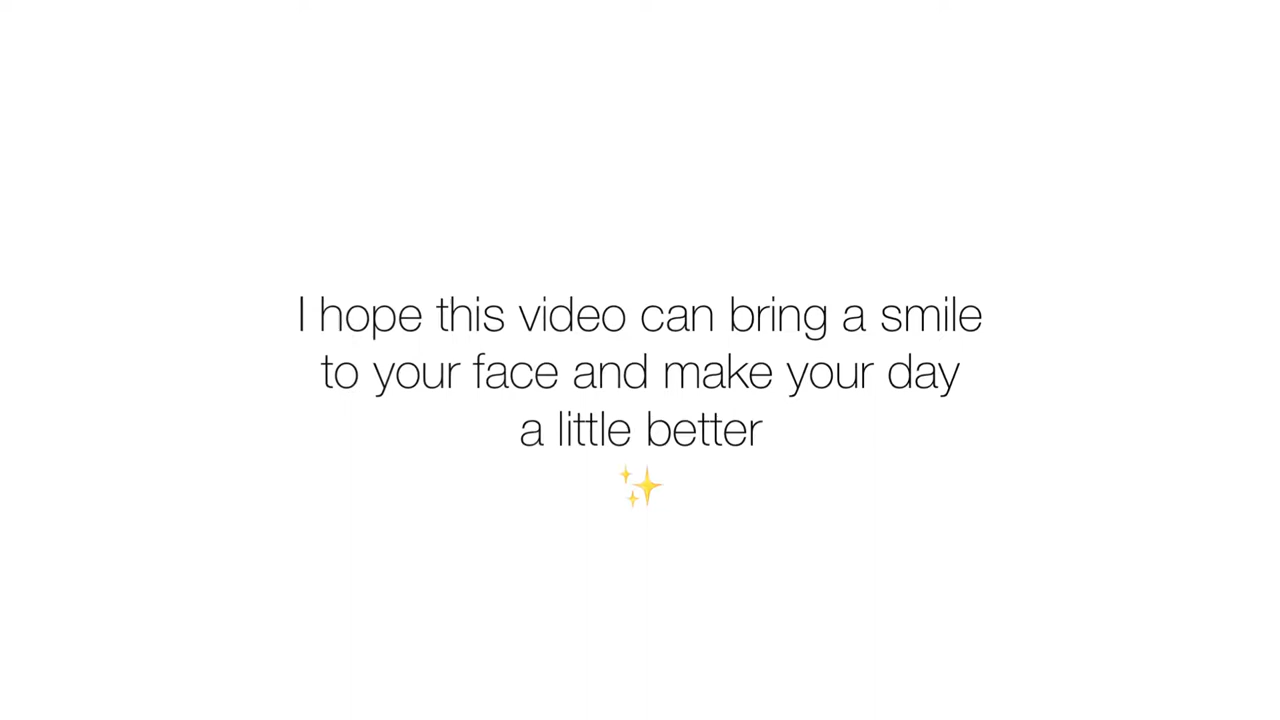 I hope this video can bring a smile
to your face and make your day
a little better
✨